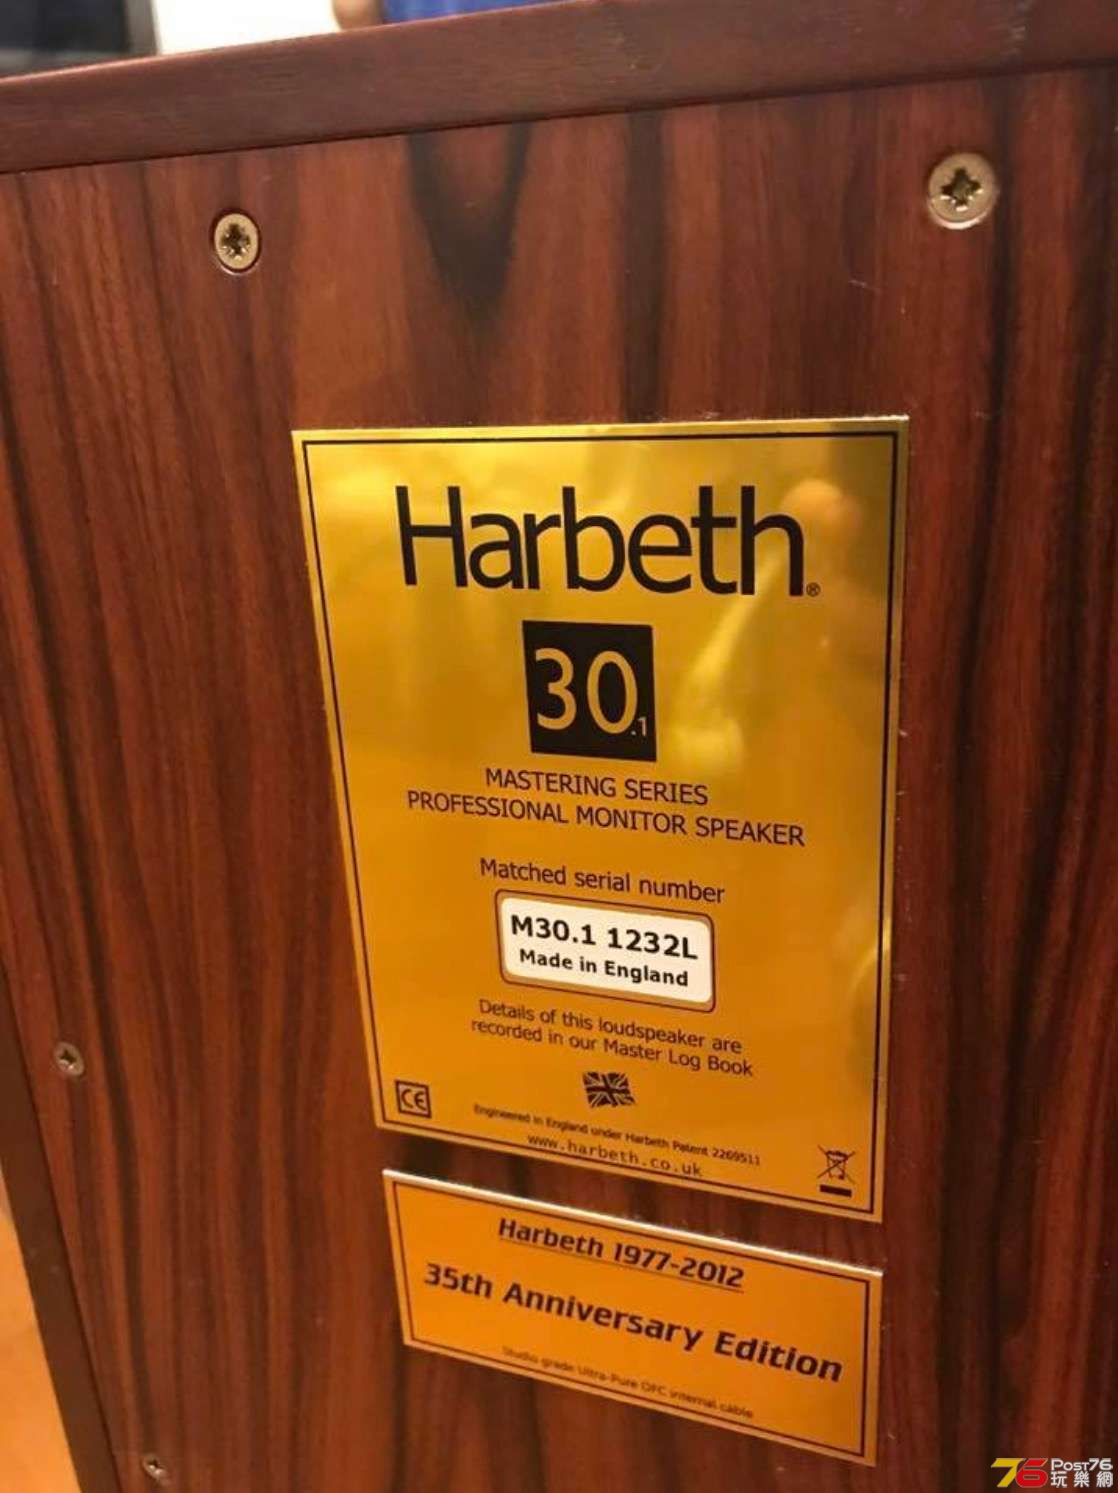 Harbeth®
30.1
MASTERING SERIES
PROFESSIONAL MONITOR SPEAKER
Matched serial number
M30.1 1232L
Made in England
Details of this loudspeaker are
recorded in our Master Log Book
CE
Engineered in England under Harbeth Patent 2269511
www.harbeth.co.uk
Harbeth 1977-2012
35th Anniversary Edition
Studio grade Ultra-Pure OFC internal cable
76 Post76
玩樂網